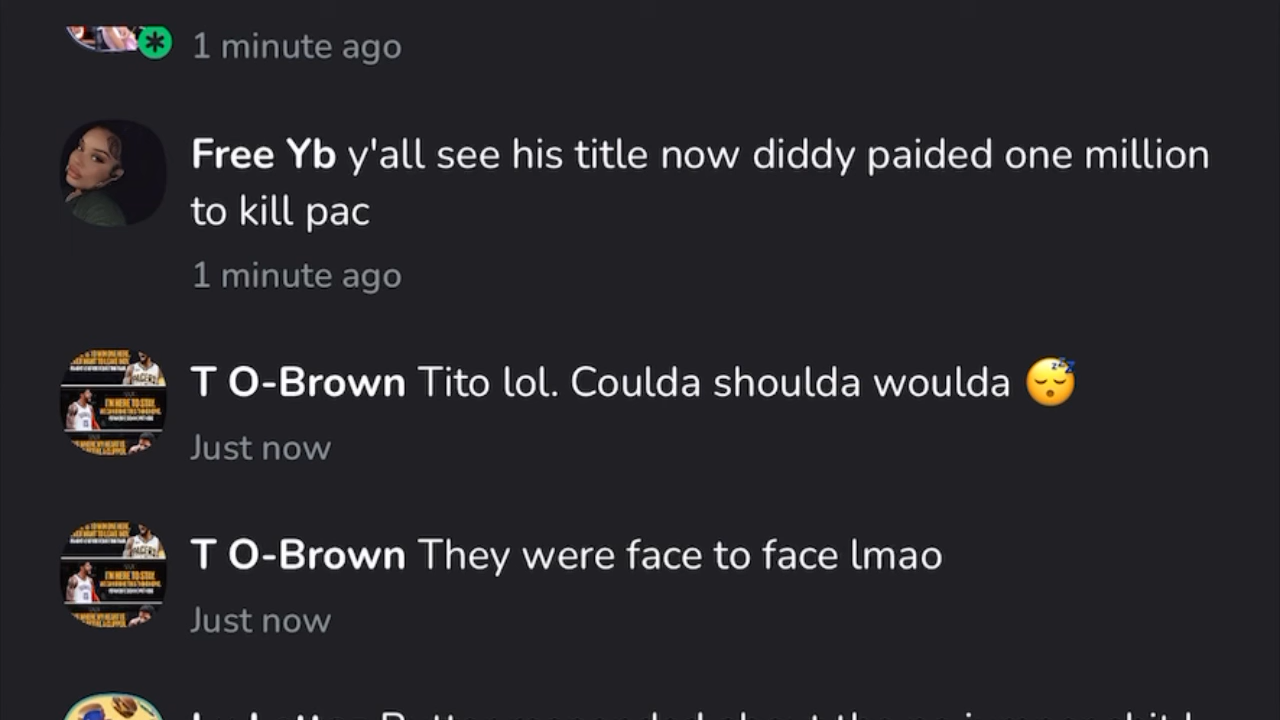 1 minute ago
Free Yb y'all see his title now diddy paided one million
to kill pac
1 minute ago
T O-Brown Tito lol. Coulda shoulda woulda 😴
Just now
T O-Brown They were face to face lmao
Just now